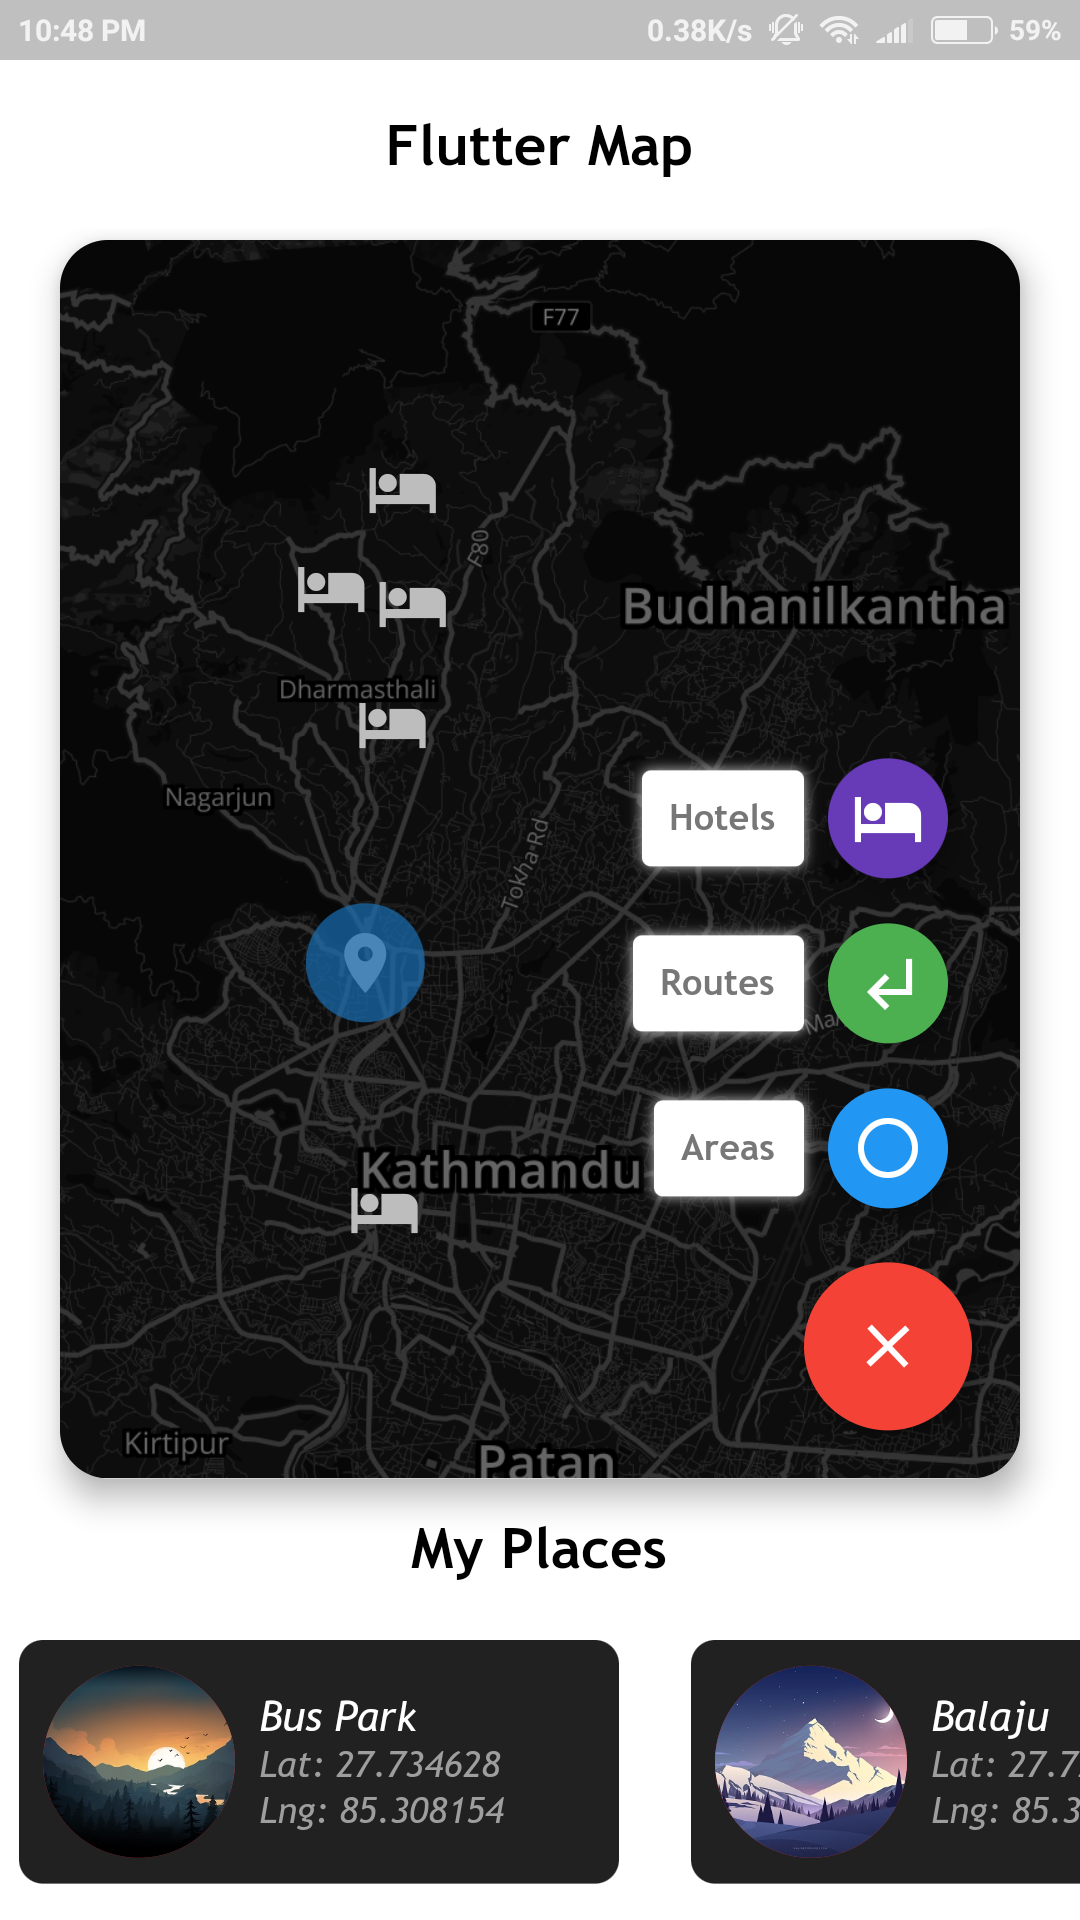 10:48 PM 0.38K/s 59%
Flutter Map
F77
F80
Budhanilkantha
Dharmasthali
Nagarjun
Hotels
Tokha Rd
Routes
Areas
Kathmandu
Kirtipur
Patan
My Places
Bus Park
Lat: 27.734628
Lng: 85.308154
Balaju
Lat: 27.7
Lng: 85.3